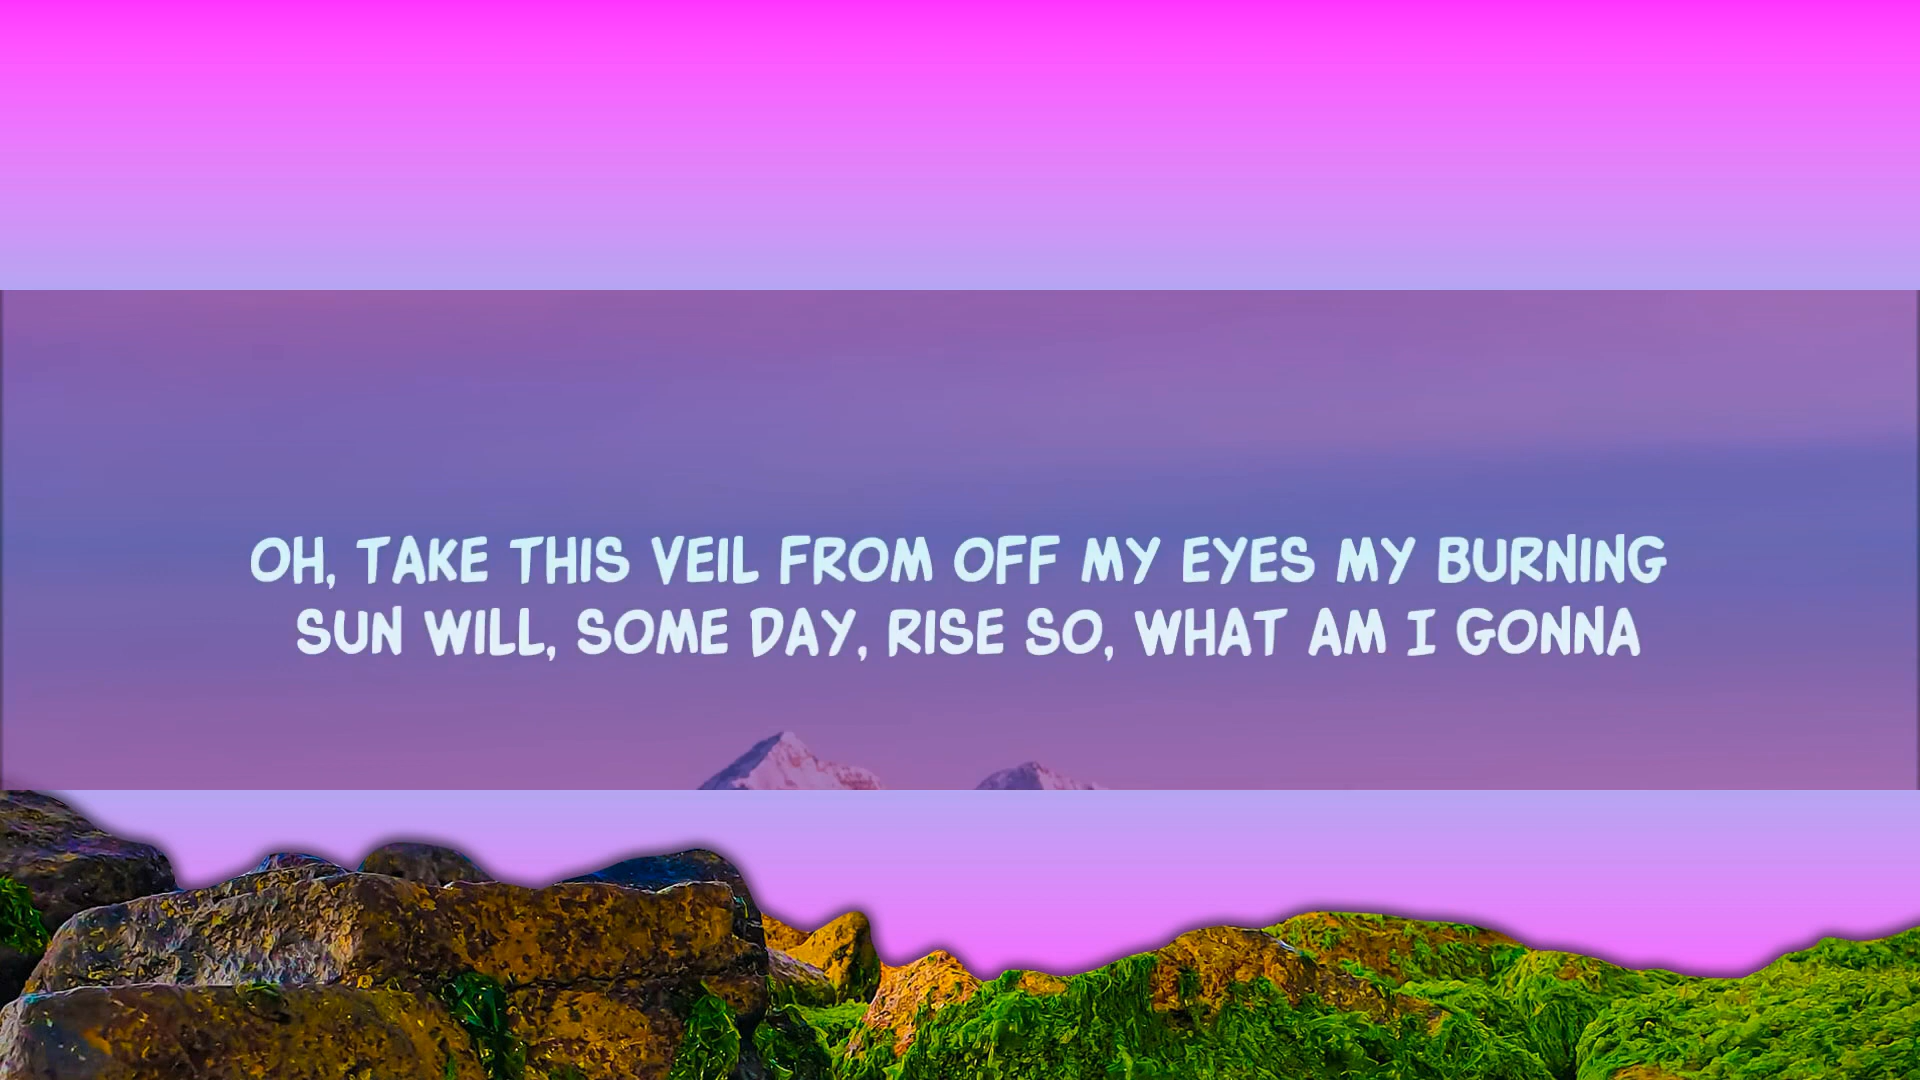 OH, TAKE THIS VEIL FROM OFF MY EYES MY BURNING
SUN WILL, SOME DAY, RISE SO, WHAT AM I GONNA